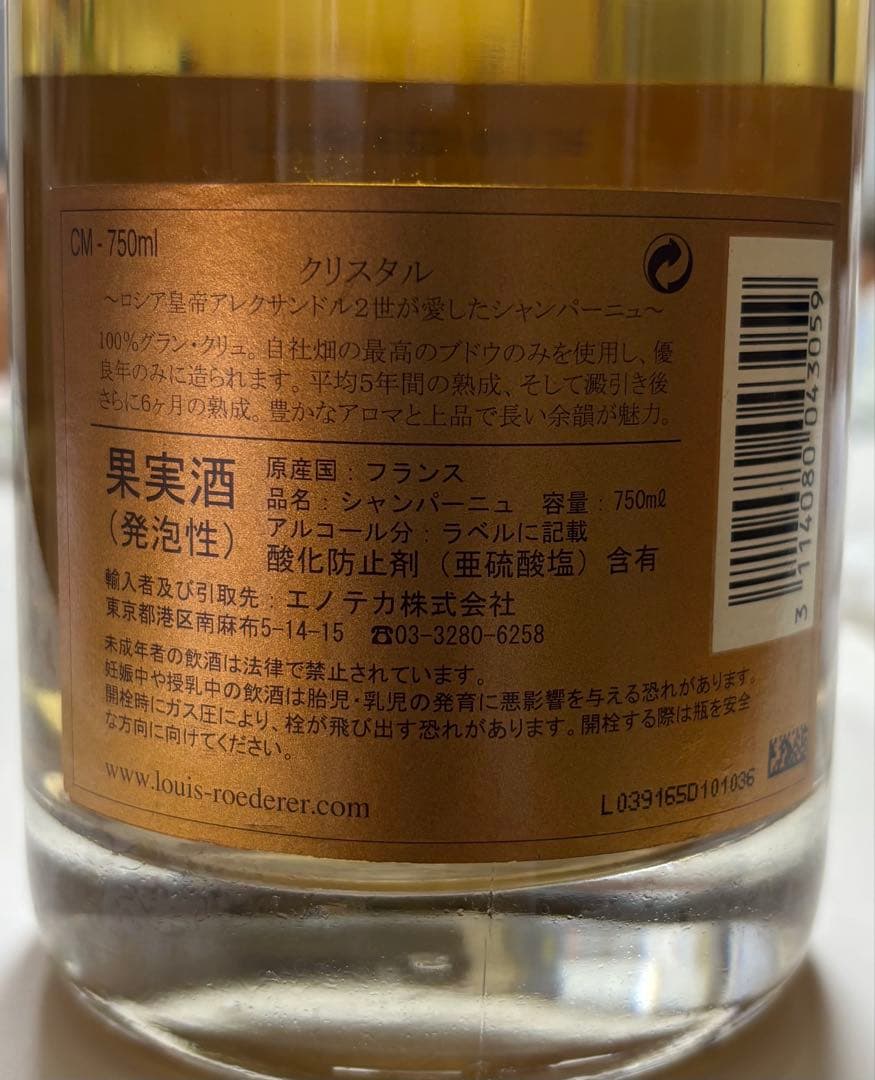 CM - 750ml
クリスタル
～ロシア皇帝アレクサンドル2世が愛したシャンパーニュ～
100%グラン・クリュ。自社畑の最高のブドウのみを使用し、優
良年のみに造られます。平均5年間の熟成、そして澱引き後
さらに6ヶ月の熟成。豊かなアロマと上品で長い余韻が魅力。
果実酒
(発泡性)
原産国：フランス
品名：シャンパーニュ 容量：750mℓ
アルコール分：ラベルに記載
酸化防止剤（亜硫酸塩）含有
輸入者及び引取先：エノテカ株式会社
東京都港区南麻布5-14-15 ☎03-3280-6258
未成年者の飲酒は法律で禁止されています。
妊娠中や授乳中の飲酒は胎児・乳児の発育に悪影響を与える恐れがあります。
開栓時にガス圧により、栓が飛び出す恐れがあります。開栓する際は瓶を安全
な方向に向けてください。
www.louis-roederer.com
L039165D101036
3 114080 043059